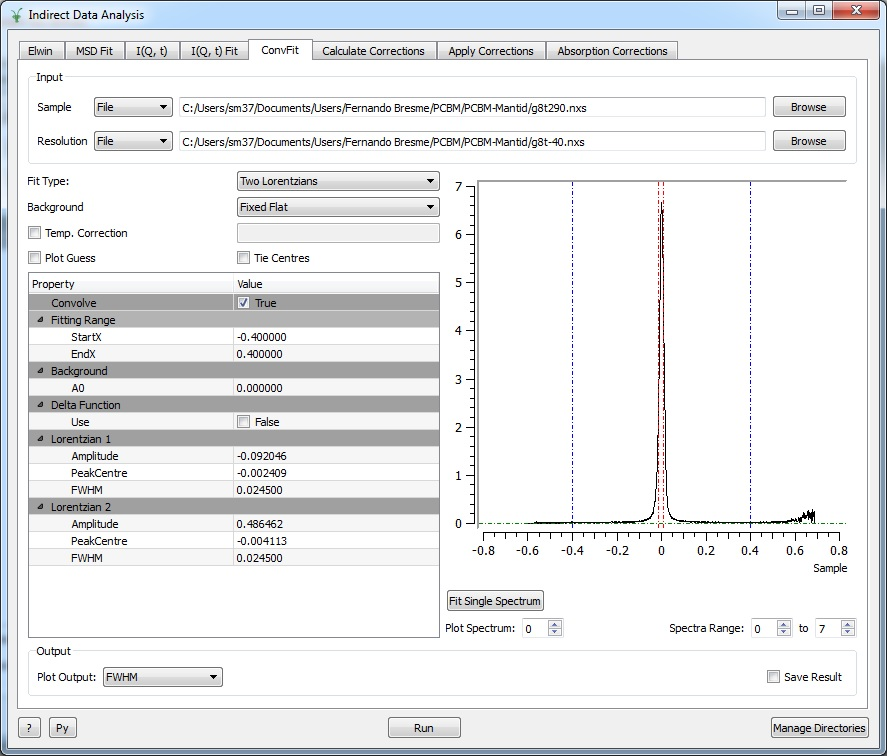 Indirect Data Analysis
Elwin MSD Fit I(Q, t) I(Q, t) Fit ConvFit Calculate Corrections Apply Corrections Absorption Corrections
Input
Sample File C:/Users/sm37/Documents/Users/Fernando Bresme/PCBM/PCBM-Mantid/g8t290.nxs Browse
Resolution File C:/Users/sm37/Documents/Users/Fernando Bresme/PCBM/PCBM-Mantid/g8t-40.nxs Browse
Fit Type: Two Lorentzians
Background Fixed Flat
Temp. Correction
Plot Guess Tie Centres
Property Value
Convolve True
Fitting Range
StartX -0.400000
EndX 0.400000
Background
A0 0.000000
Delta Function
Use False
Lorentzian 1
Amplitude -0.092046
PeakCentre -0.002409
FWHM 0.024500
Lorentzian 2
Amplitude 0.486462
PeakCentre -0.004113
FWHM 0.024500
7
6
5
4
3
2
1
0
-0.8 -0.6 -0.4 -0.2 0 0.2 0.4 0.6 0.8
Sample
Fit Single Spectrum
Plot Spectrum: 0 Spectra Range: 0 to 7
Output
Plot Output: FWHM Save Result
? Py Run Manage Directories